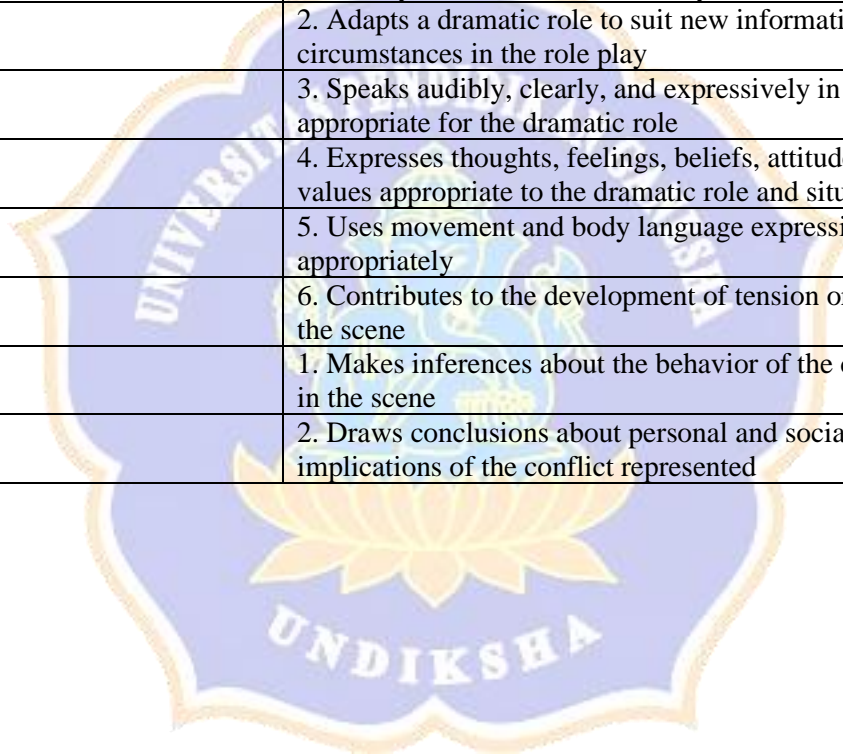 2. Adapts a dramatic role to suit new informati
circumstances in the role play
3. Speaks audibly, clearly, and expressively in
appropriate for the dramatic role
4. Expresses thoughts, feelings, beliefs, attitud
values appropriate to the dramatic role and situ
5. Uses movement and body language expressi
appropriately
6. Contributes to the development of tension o
the scene
1. Makes inferences about the behavior of the
in the scene
2. Draws conclusions about personal and socia
implications of the conflict represented
UNIVERSITAS PENDIDIKAN GANESHA
UNDIKSHA